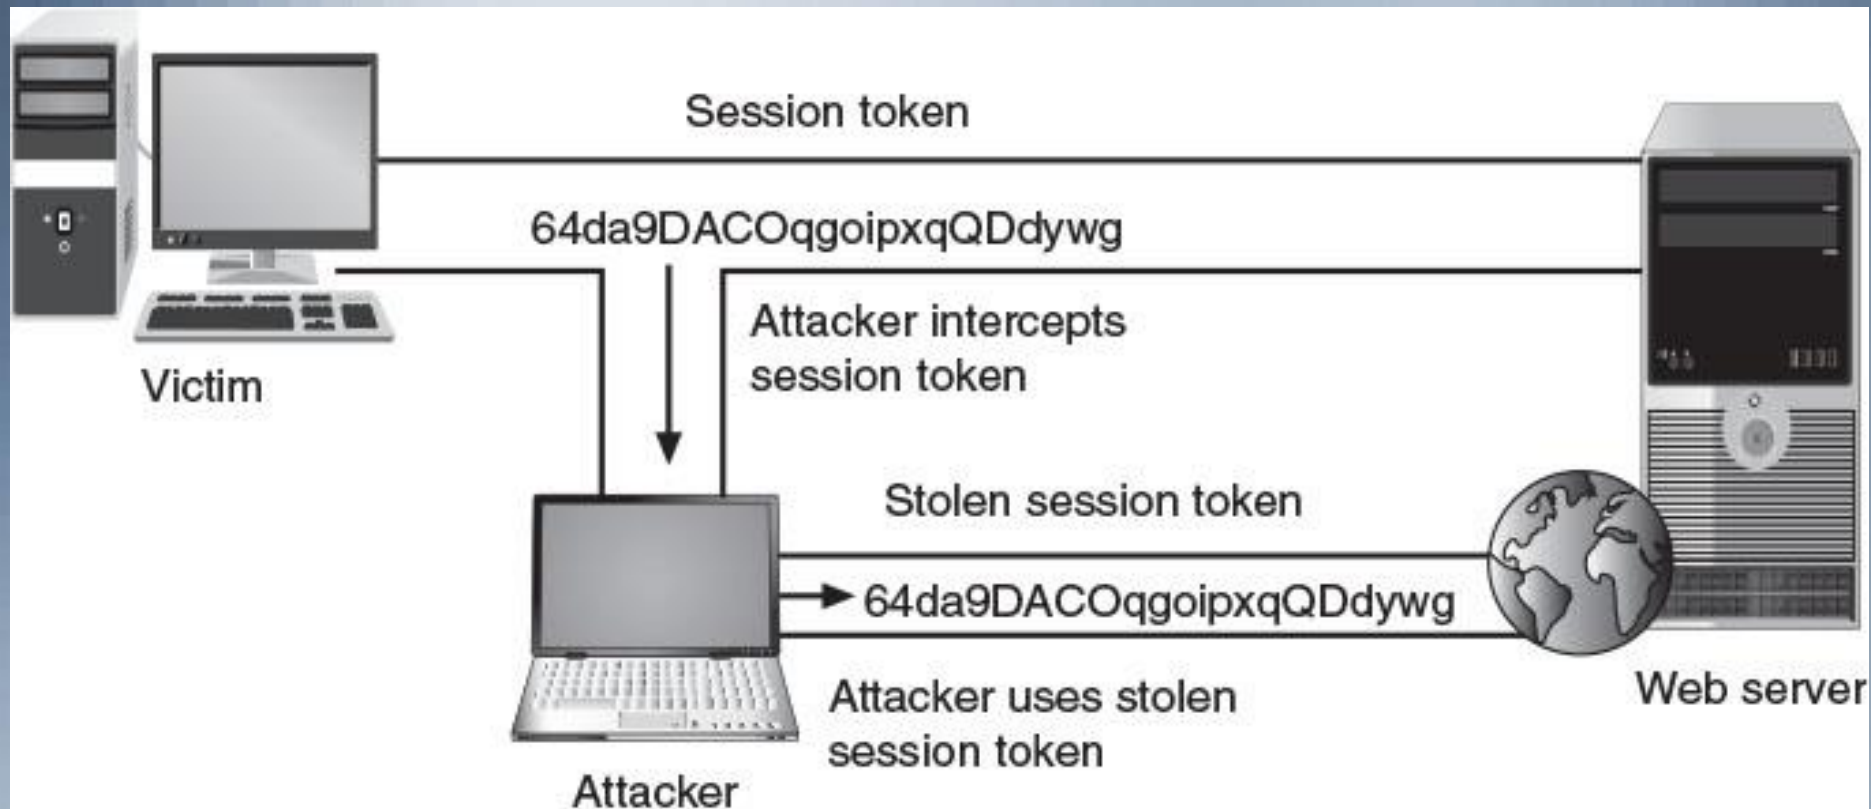 Session token
64da9DACOqgoipxqQDdywg
Attacker intercepts
session token
Victim
Stolen session token
64da9DACOqgoipxqQDdywg
Attacker uses stolen
session token
Web server
Attacker